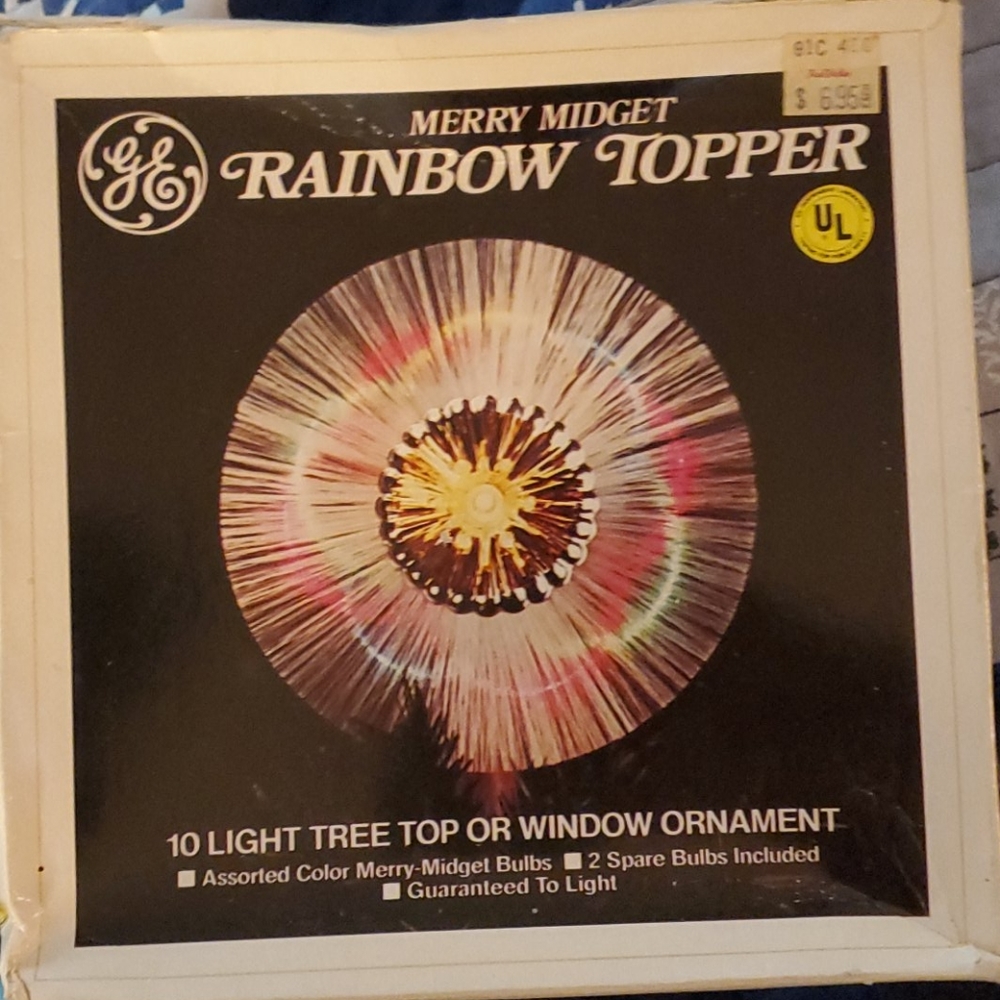 $ 6.95
MERRY MIDGET
GE
RAINBOW TOPPER
UL
10 LIGHT TREE TOP OR WINDOW ORNAMENT
■ Assorted Color Merry-Midget Bulbs ■ 2 Spare Bulbs Included
■ Guaranteed To Light